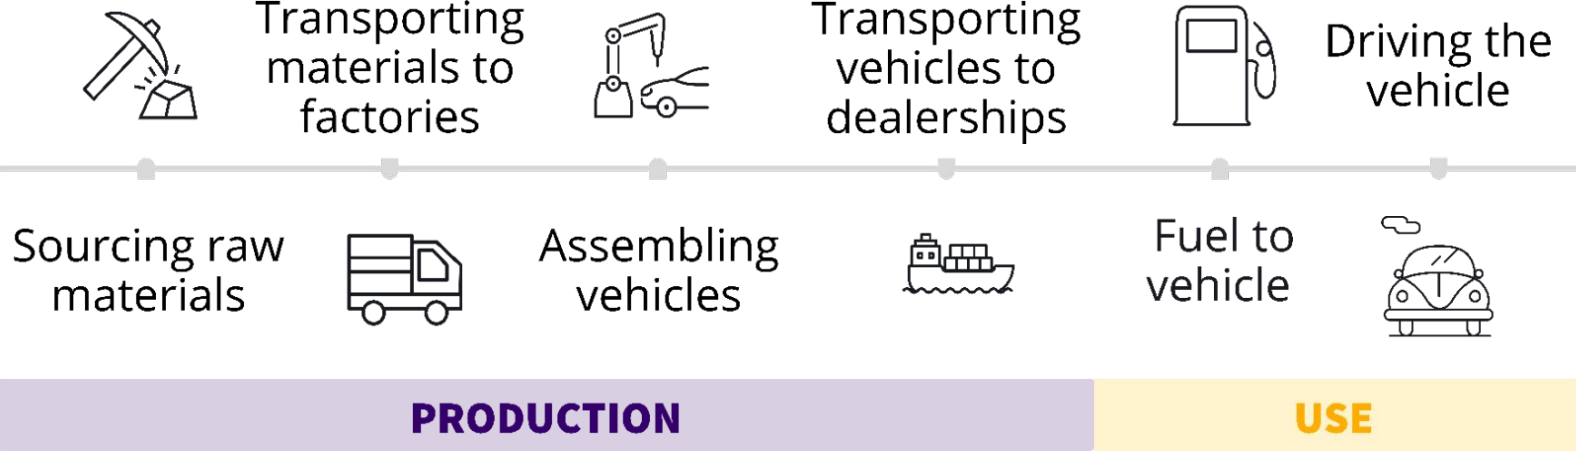 Transporting
materials to
factories
Transporting
vehicles to
dealerships
Driving the
vehicle
Sourcing raw
materials
Assembling
vehicles
Fuel to
vehicle
PRODUCTION
USE